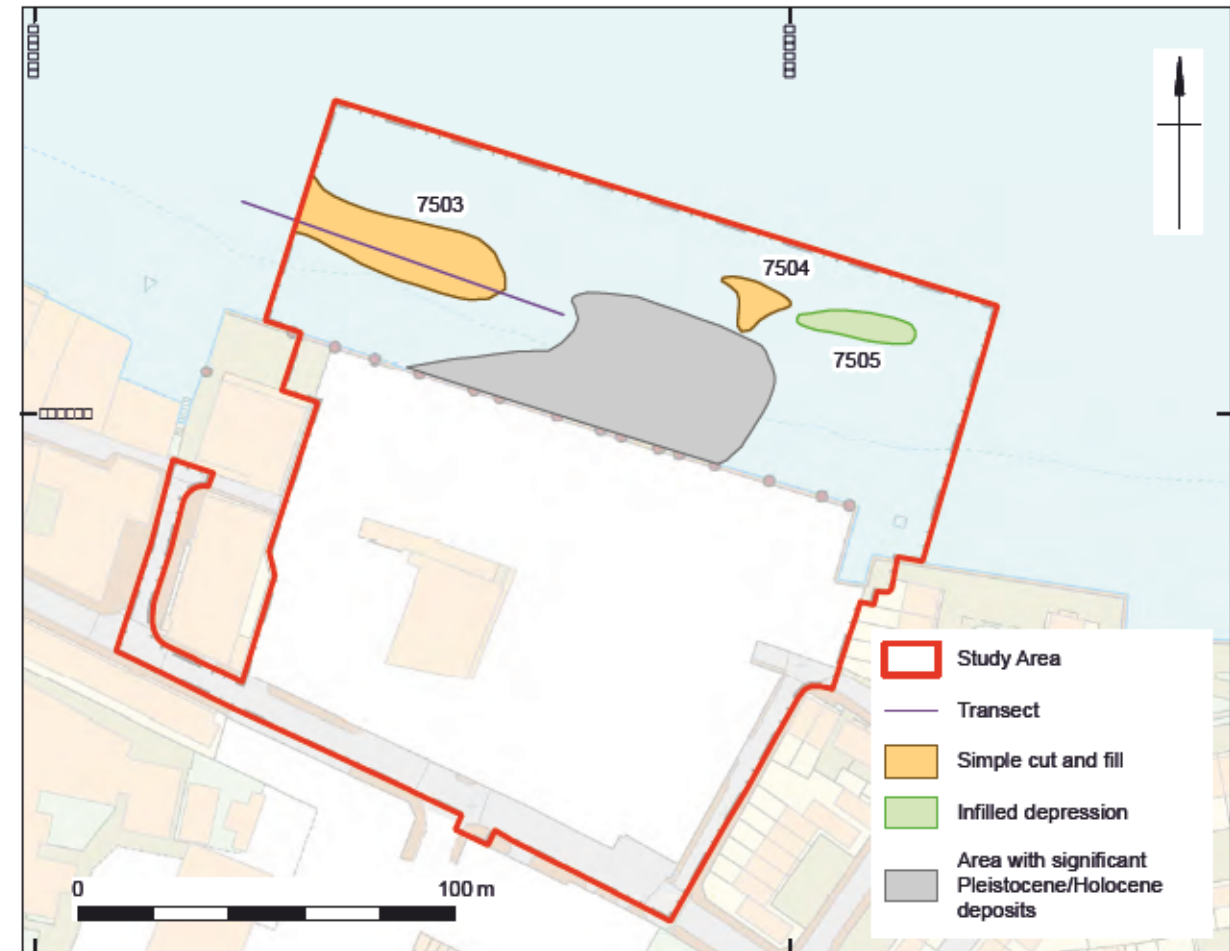 7503
7504
7505
Study Area
Transect
Simple cut and fill
Infilled depression
Area with significant
Pleistocene/Holocene
deposits
0
100 m